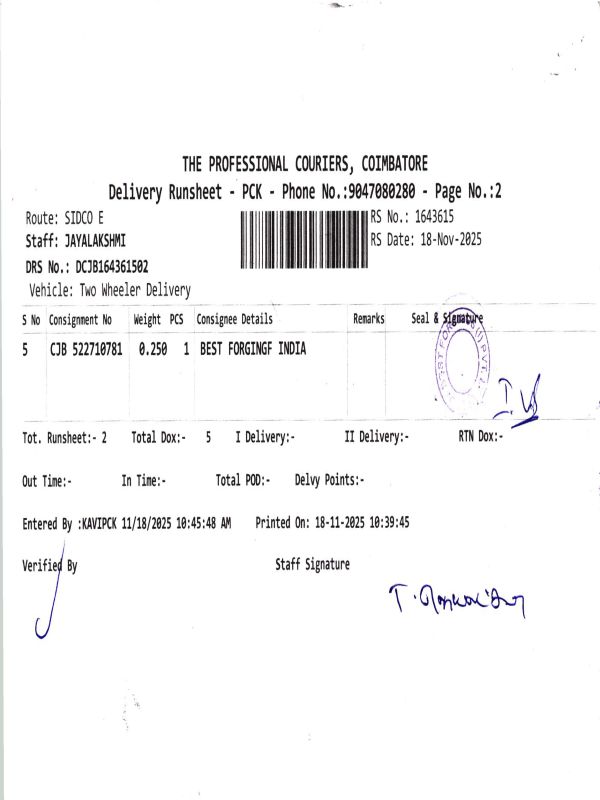 THE PROFESSIONAL COURIERS, COIMBATORE
Delivery Runsheet - PCK - Phone No.:9047080280 - Page No.:2
Route: SIDCO E
RS No.: 1643615
Staff: JAYALAKSHMI
RS Date: 18-Nov-2025
DRS No.: DCJB164361502
Vehicle: Two Wheeler Delivery
S No Consignment No Weight PCS Consignee Details Remarks Seal & Signature
5 CJB 522710781 0.250 1 BEST FORGINGF INDIA
Tot. Runsheet:- 2 Total Dox:- 5 I Delivery:- II Delivery:- RTN Dox:-
Out Time:- In Time:- Total POD:- Delvy Points:-
Entered By :KAVIPCK 11/18/2025 10:45:48 AM Printed On: 18-11-2025 10:39:45
Verified By Staff Signature